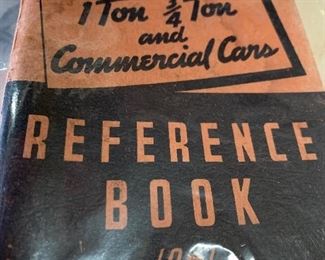 1 Ton 3/4 Ton
and
Commercial Cars
REFERENCE
BOOK